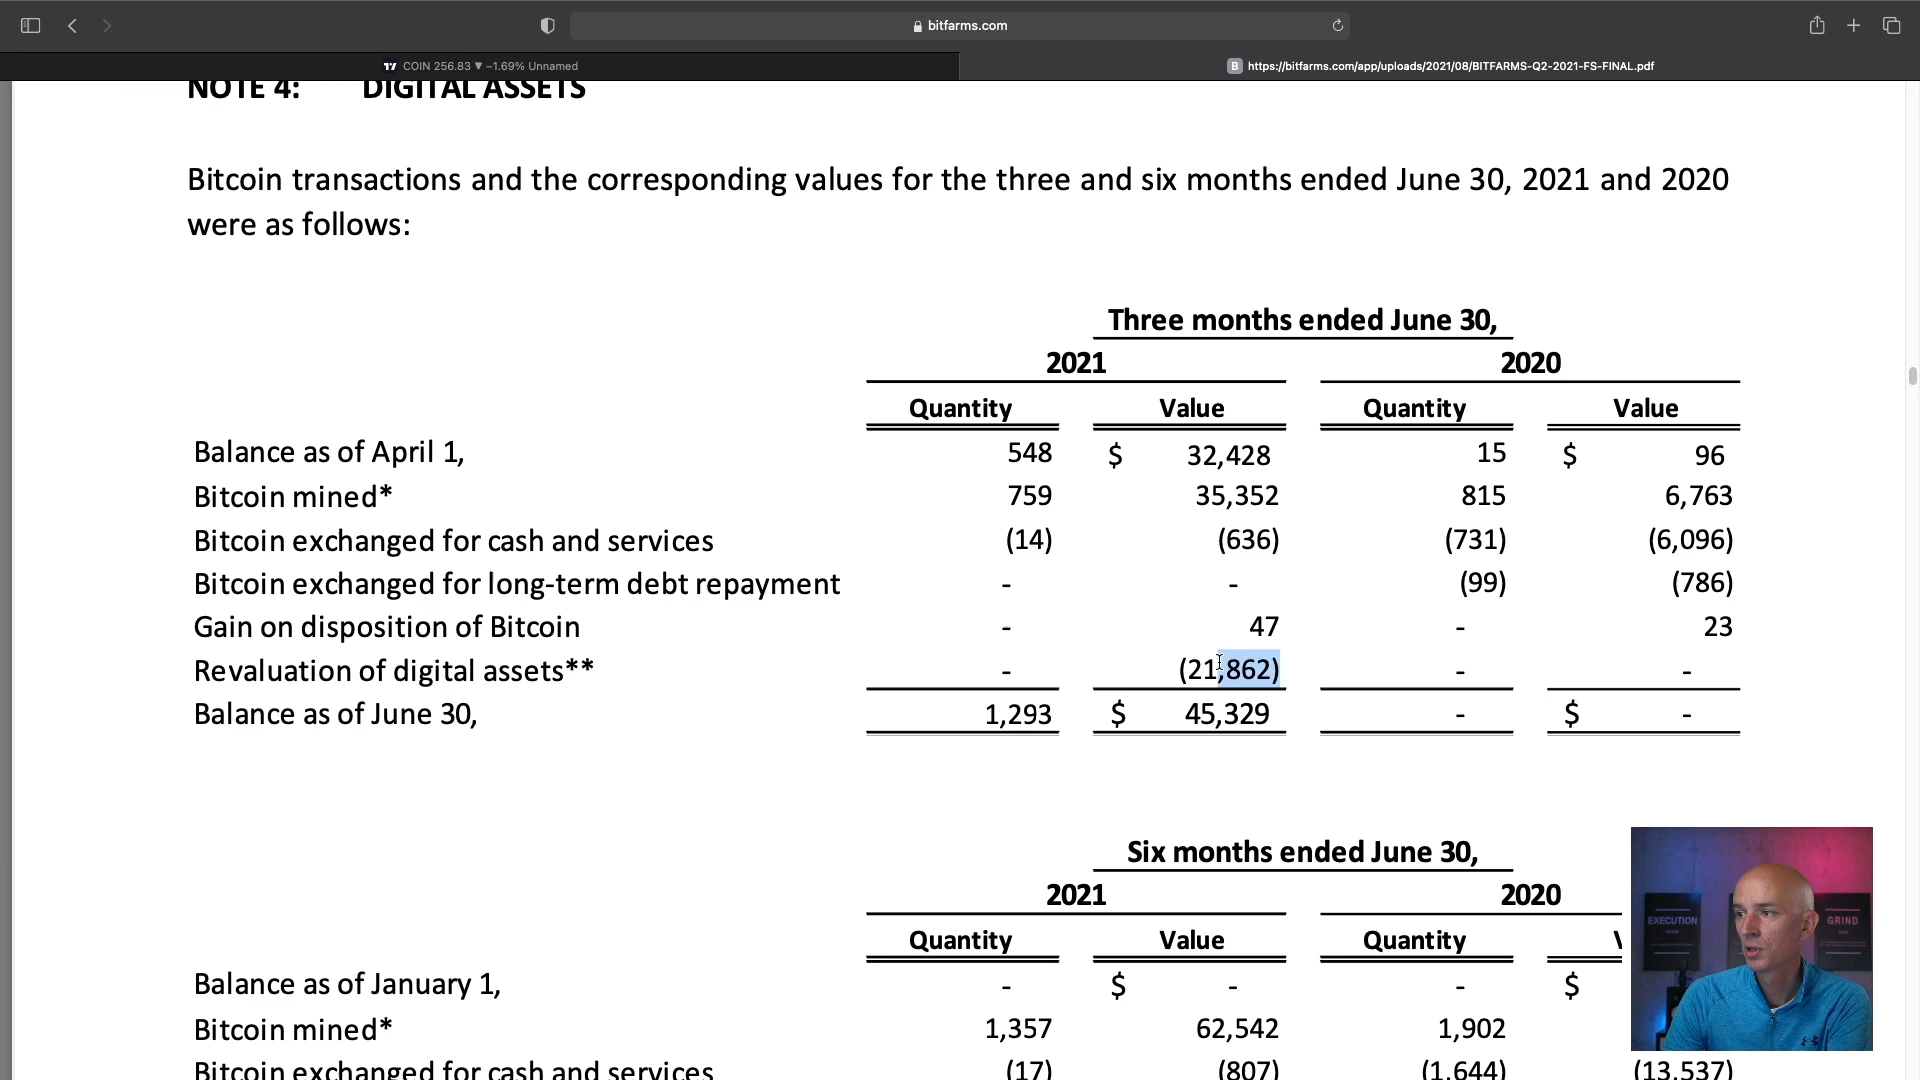 bitfarms.com
COIN 256.83 ▼ −1.69% Unnamed
B https://bitfarms.com/app/uploads/2021/08/BITFARMS-Q2-2021-FS-FINAL.pdf
NOTE 4: DIGITAL ASSETS
Bitcoin transactions and the corresponding values for the three and six months ended June 30, 2021 and 2020
were as follows:
Three months ended June 30,
2021 2020
Quantity Value Quantity Value
Balance as of April 1, 548 $ 32,428 15 $ 96
Bitcoin mined* 759 35,352 815 6,763
Bitcoin exchanged for cash and services (14) (636) (731) (6,096)
Bitcoin exchanged for long-term debt repayment - - (99) (786)
Gain on disposition of Bitcoin - 47 - 23
Revaluation of digital assets** - (21,862) - -
Balance as of June 30, 1,293 $ 45,329 - $ -
Six months ended June 30,
2021 2020
Quantity Value Quantity
Balance as of January 1, - $ - - $
Bitcoin mined* 1,357 62,542 1,902
Bitcoin exchanged for cash and services (17) (807) (1,644) (13,537)
EXECUTION
GRIND